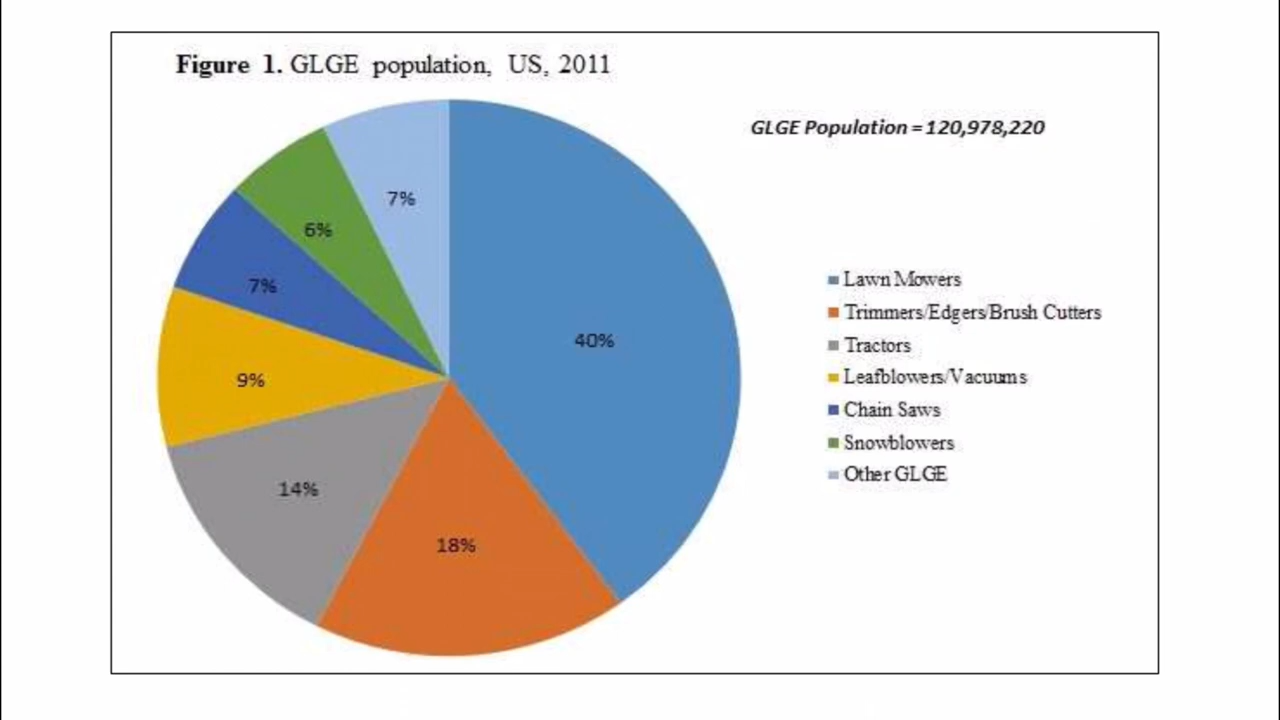 Figure 1. GLGE population, US, 2011
GLGE Population = 120,978,220
7%
6%
7%
40%
9%
14%
18%
Lawn Mowers
Trimmers/Edgers/Brush Cutters
Tractors
Leafblowers/Vacuums
Chain Saws
Snowblowers
Other GLGE